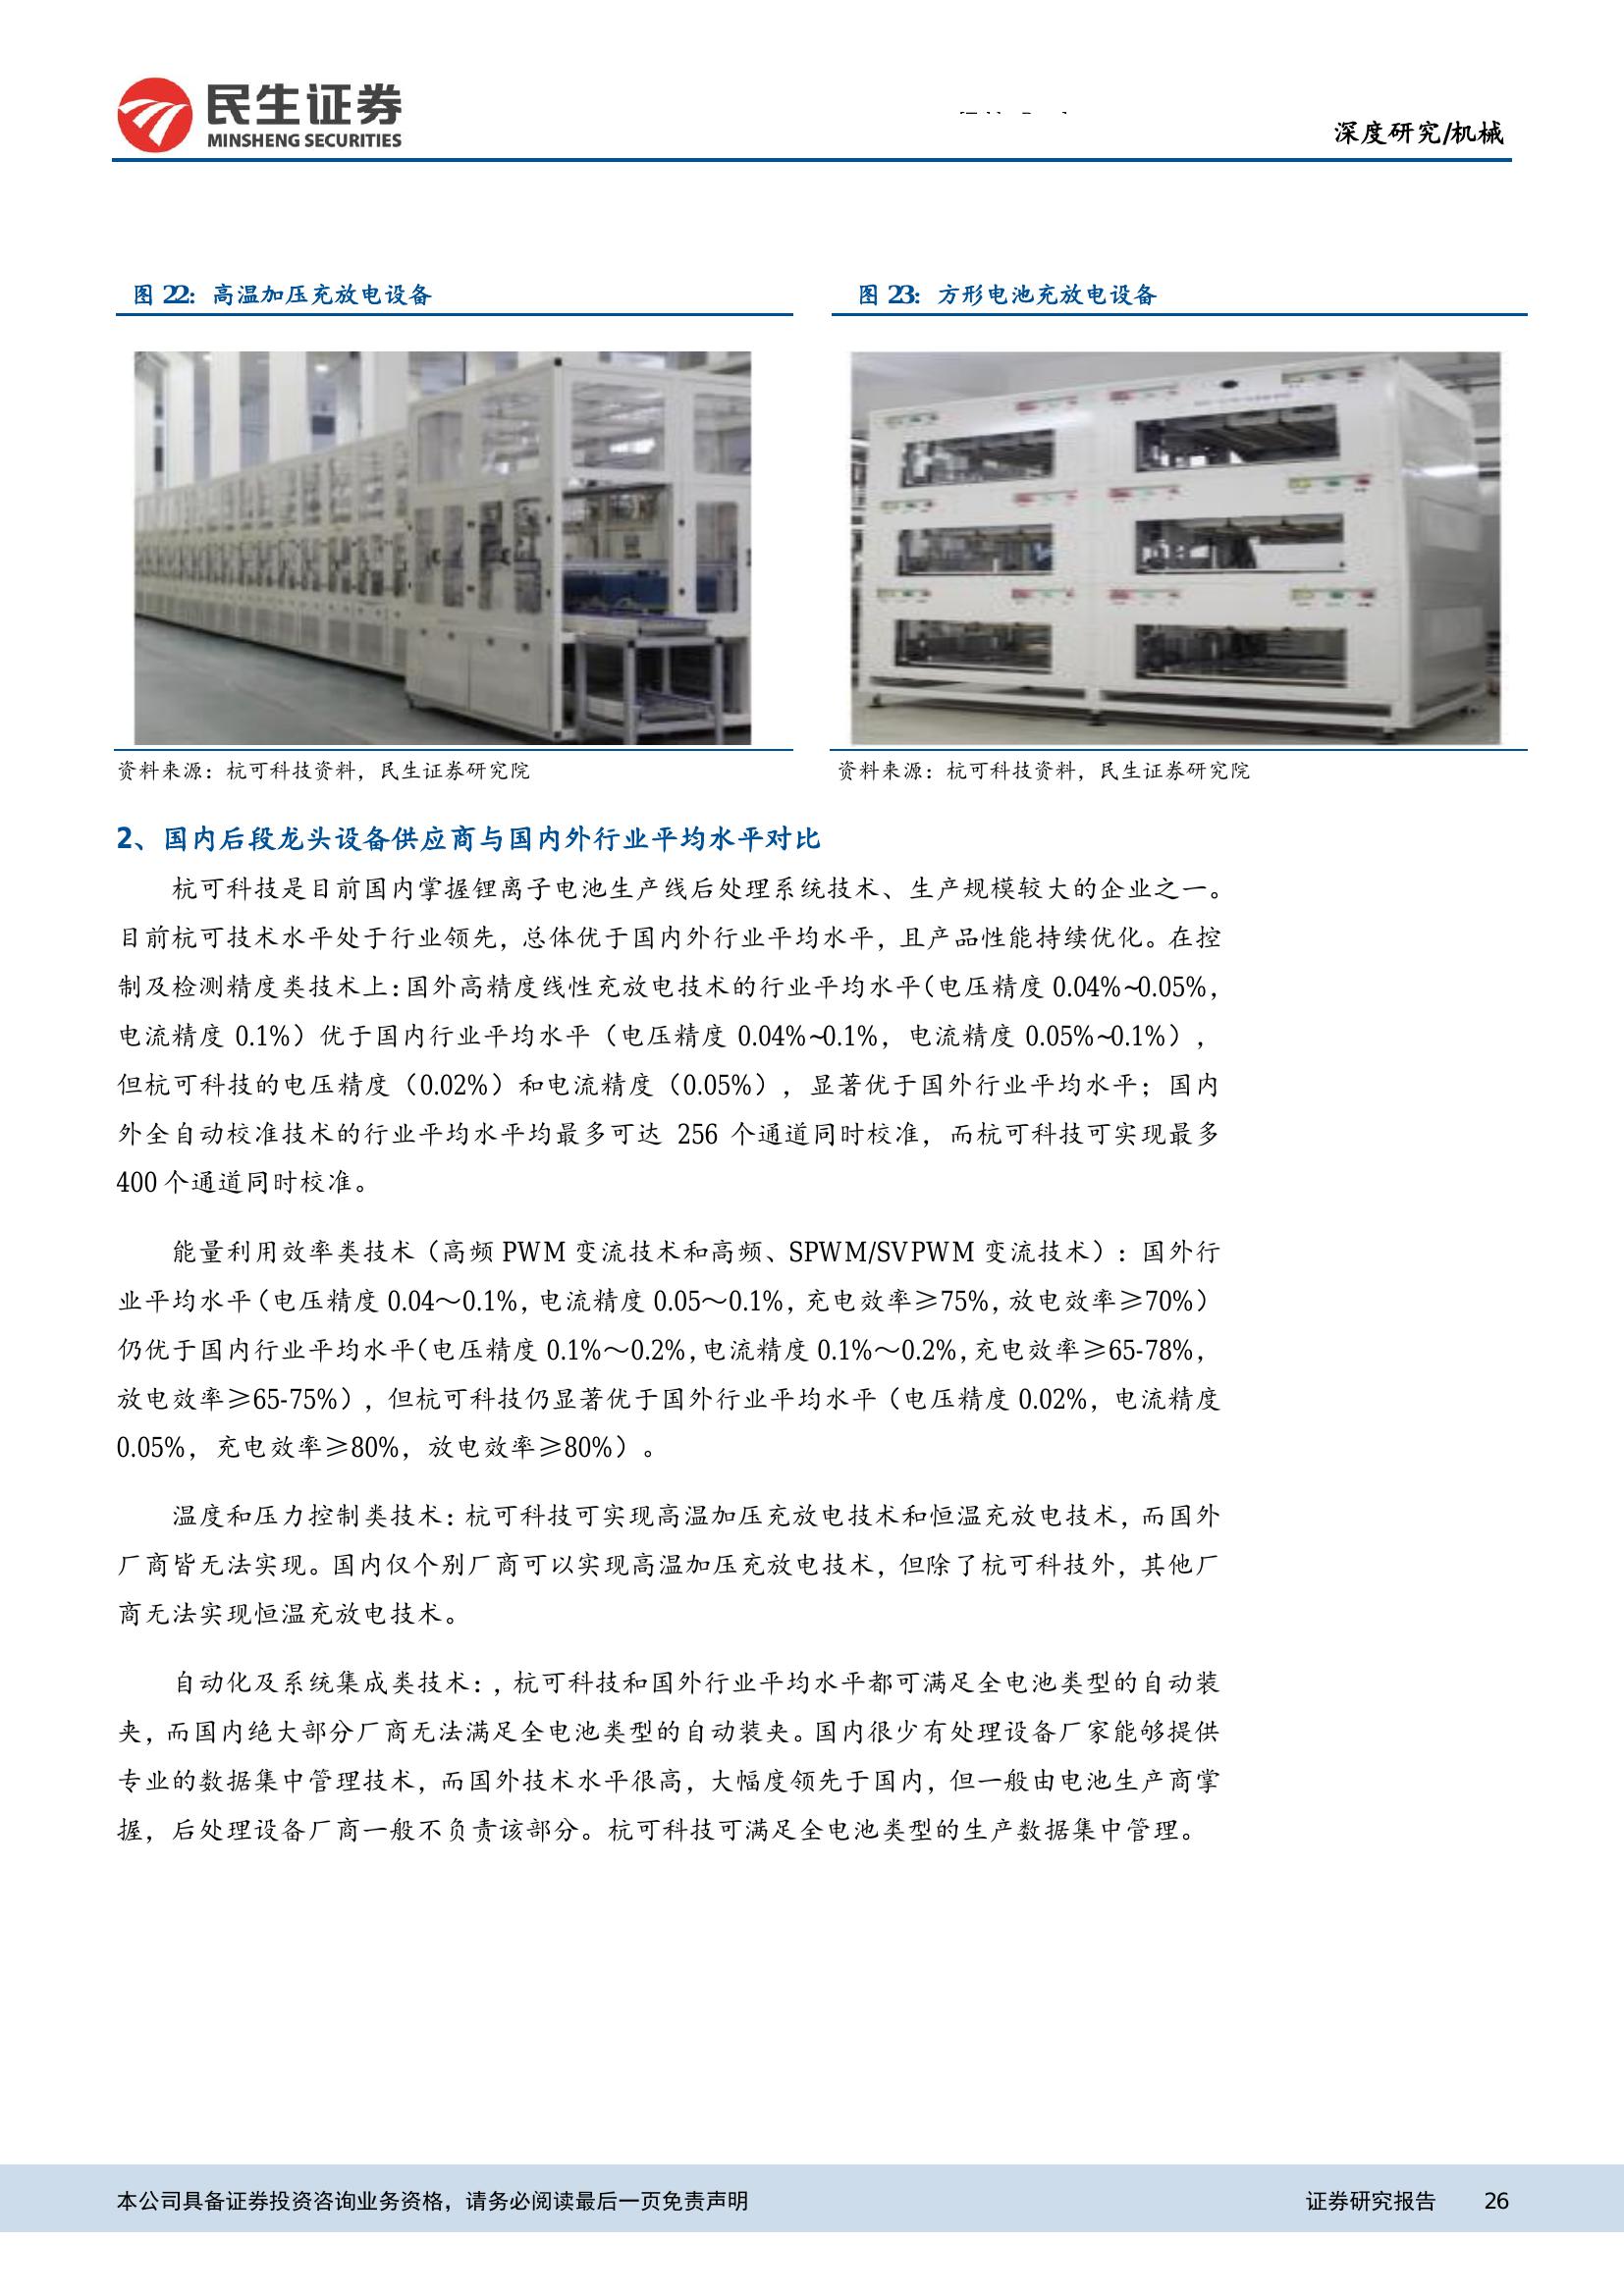 民生证券
MINSHENG SECURITIES
深度研究/机械
图 22：高温加压充放电设备
图 23：方形电池充放电设备
资料来源：杭可科技资料，民生证券研究院
资料来源：杭可科技资料，民生证券研究院
2、国内后段龙头设备供应商与国内外行业平均水平对比
杭可科技是目前国内掌握锂离子电池生产线后处理系统技术、生产规模较大的企业之一。
目前杭可技术水平处于行业领先，总体优于国内外行业平均水平，且产品性能持续优化。在控
制及检测精度类技术上：国外高精度线性充放电技术的行业平均水平（电压精度 0.04%~0.05%，
电流精度 0.1%）优于国内行业平均水平（电压精度 0.04%~0.1%，电流精度 0.05%~0.1%），
但杭可科技的电压精度（0.02%）和电流精度（0.05%），显著优于国外行业平均水平；国内
外全自动校准技术的行业平均水平均最多可达 256 个通道同时校准，而杭可科技可实现最多
400 个通道同时校准。
能量利用效率类技术（高频 PWM 变流技术和高频、SPWM/SVPWM 变流技术）：国外行
业平均水平（电压精度 0.04～0.1%，电流精度 0.05～0.1%，充电效率≥75%，放电效率≥70%）
仍优于国内行业平均水平（电压精度 0.1%～0.2%，电流精度 0.1%～0.2%，充电效率≥65-78%，
放电效率≥65-75%），但杭可科技仍显著优于国外行业平均水平（电压精度 0.02%，电流精度
0.05%，充电效率≥80%，放电效率≥80%）。
温度和压力控制类技术：杭可科技可实现高温加压充放电技术和恒温充放电技术，而国外
厂商皆无法实现。国内仅个别厂商可以实现高温加压充放电技术，但除了杭可科技外，其他厂
商无法实现恒温充放电技术。
自动化及系统集成类技术：，杭可科技和国外行业平均水平都可满足全电池类型的自动装
夹，而国内绝大部分厂商无法满足全电池类型的自动装夹。国内很少有处理设备厂家能够提供
专业的数据集中管理技术，而国外技术水平很高，大幅度领先于国内，但一般由电池生产商掌
握，后处理设备厂商一般不负责该部分。杭可科技可满足全电池类型的生产数据集中管理。
本公司具备证券投资咨询业务资格，请务必阅读最后一页免责声明
证券研究报告 26